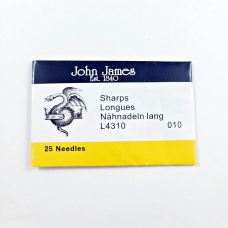 John James
Est. 1840
Sharps
Longues
Nähnadeln lang
L4310 010
25 Needles